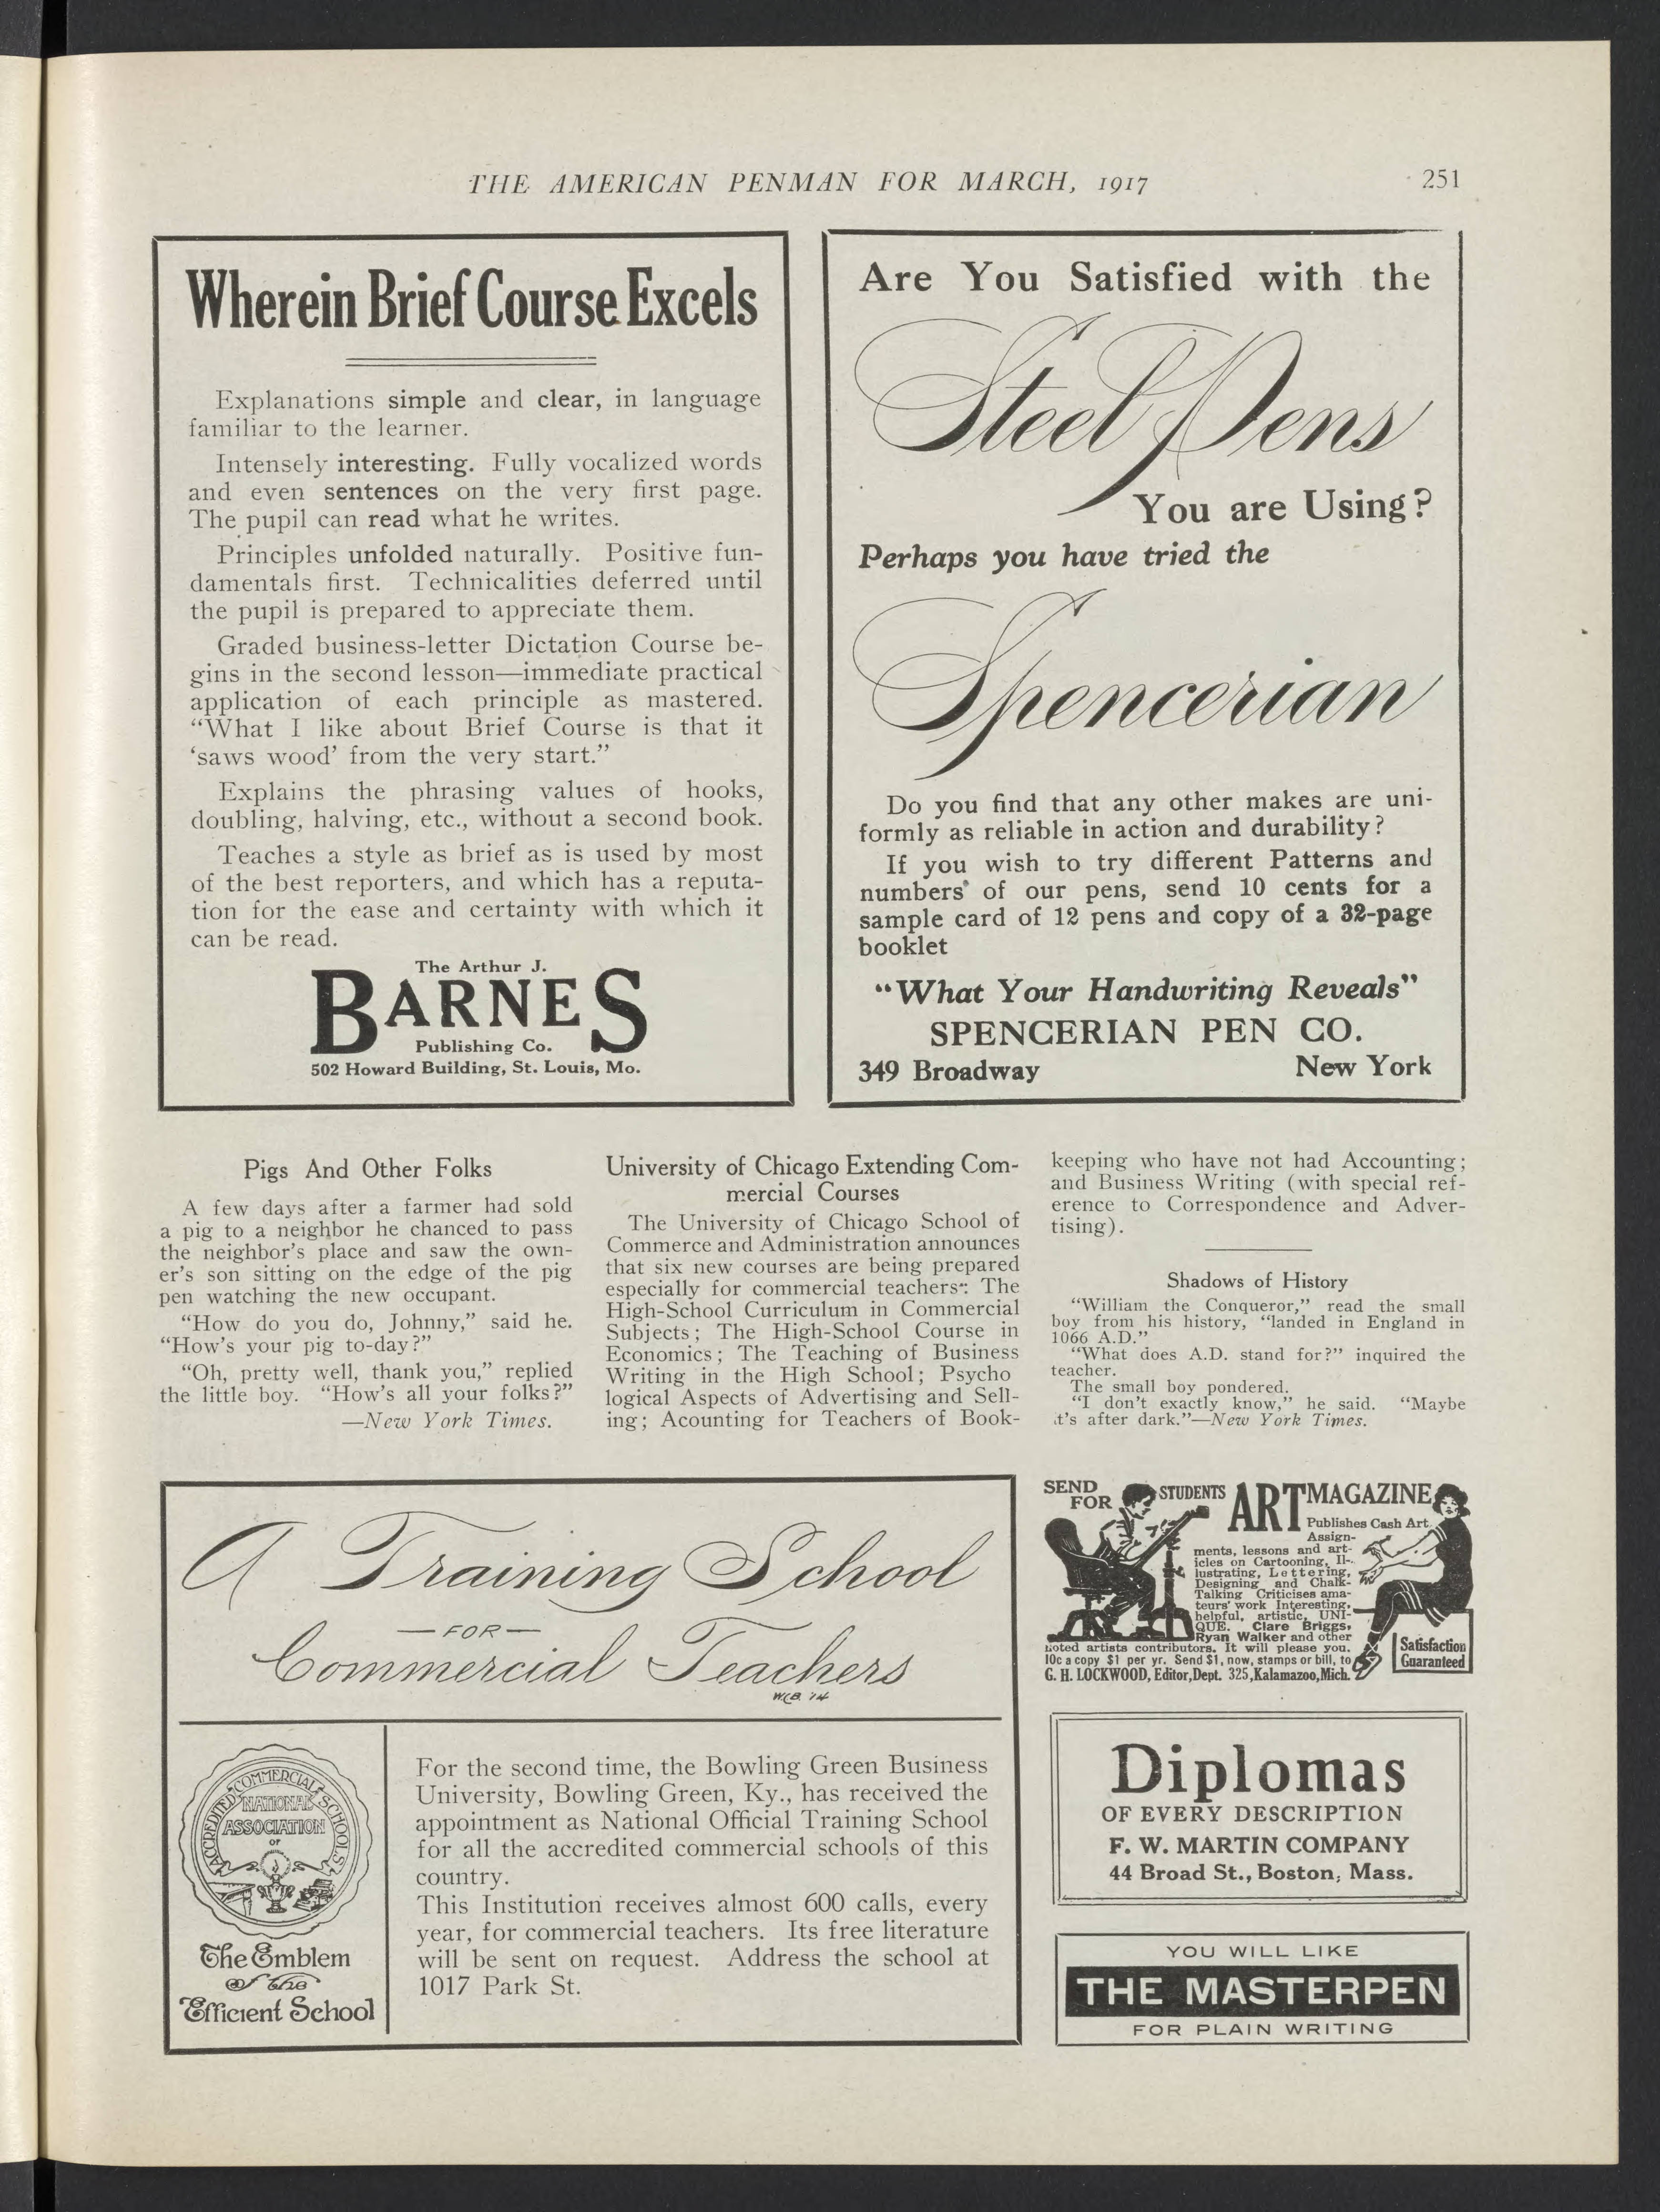 THE AMERICAN PENMAN FOR MARCH, 1917
251
Wherein Brief Course Excels
Explanations simple and clear, in language
familiar to the learner.
Intensely interesting. Fully vocalized words
and even sentences on the very first page.
The pupil can read what he writes.
Principles unfolded naturally. Positive fun-
damentals first. Technicalities deferred until
the pupil is prepared to appreciate them.
Graded business-letter Dictation Course be-
gins in the second lesson—immediate practical
application of each principle as mastered.
“What I like about Brief Course is that it
‘saws wood’ from the very start.”
Explains the phrasing values of hooks,
doubling, halving, etc., without a second book.
Teaches a style as brief as is used by most
of the best reporters, and which has a reputa-
tion for the ease and certainty with which it
can be read.
The Arthur J.
BARNES
Publishing Co.
502 Howard Building, St. Louis, Mo.
Are You Satisfied with the
Steel Pens
You are Using?
Perhaps you have tried the
Spencerian
Do you find that any other makes are uni-
formly as reliable in action and durability?
If you wish to try different Patterns and
numbers of our pens, send 10 cents for a
sample card of 12 pens and copy of a 32-page
booklet
“What Your Handwriting Reveals”
SPENCERIAN PEN CO.
349 Broadway New York
Pigs And Other Folks
A few days after a farmer had sold
a pig to a neighbor he chanced to pass
the neighbor’s place and saw the own-
er’s son sitting on the edge of the pig
pen watching the new occupant.
“How do you do, Johnny,” said he.
“How’s your pig to-day?”
“Oh, pretty well, thank you,” replied
the little boy. “How’s all your folks?”
—New York Times.
University of Chicago Extending Com-
mercial Courses
The University of Chicago School of
Commerce and Administration announces
that six new courses are being prepared
especially for commercial teachers: The
High-School Curriculum in Commercial
Subjects; The High-School Course in
Economics; The Teaching of Business
Writing in the High School; Psycho
logical Aspects of Advertising and Sell-
ing; Acounting for Teachers of Book-
keeping who have not had Accounting;
and Business Writing (with special ref-
erence to Correspondence and Adver-
tising).
Shadows of History
“William the Conqueror,” read the small
boy from his history, “landed in England in
1066 A.D.”
“What does A.D. stand for?” inquired the
teacher.
The small boy pondered.
“I don’t exactly know,” he said. “Maybe
it’s after dark.”—New York Times.
A Training School
—FOR—
Commercial Teachers
W.C.B. '14
ACCREDITED COMMERCIAL SCHOOLS
NATIONAL
ASSOCIATION
OF
The Emblem
of the
Efficient School
For the second time, the Bowling Green Business
University, Bowling Green, Ky., has received the
appointment as National Official Training School
for all the accredited commercial schools of this
country.
This Institution receives almost 600 calls, every
year, for commercial teachers. Its free literature
will be sent on request. Address the school at
1017 Park St.
SEND
FOR
STUDENTS ART MAGAZINE
Publishes Cash Art
Assign-
ments, lessons and art-
icles on Cartooning, Il-
lustrating, Lettering,
Designing and Chalk-
Talking Criticises ama-
teurs’ work Interesting,
helpful, artistic, UNI-
QUE. Clare Briggs,
Ryan Walker and other
noted artists contributors. It will please you.
10c a copy $1 per yr. Send $1, now, stamps or bill, to
G. H. LOCKWOOD, Editor, Dept. 325, Kalamazoo, Mich.
Satisfaction
Guaranteed
Diplomas
OF EVERY DESCRIPTION
F. W. MARTIN COMPANY
44 Broad St., Boston, Mass.
YOU WILL LIKE
THE MASTERPEN
FOR PLAIN WRITING